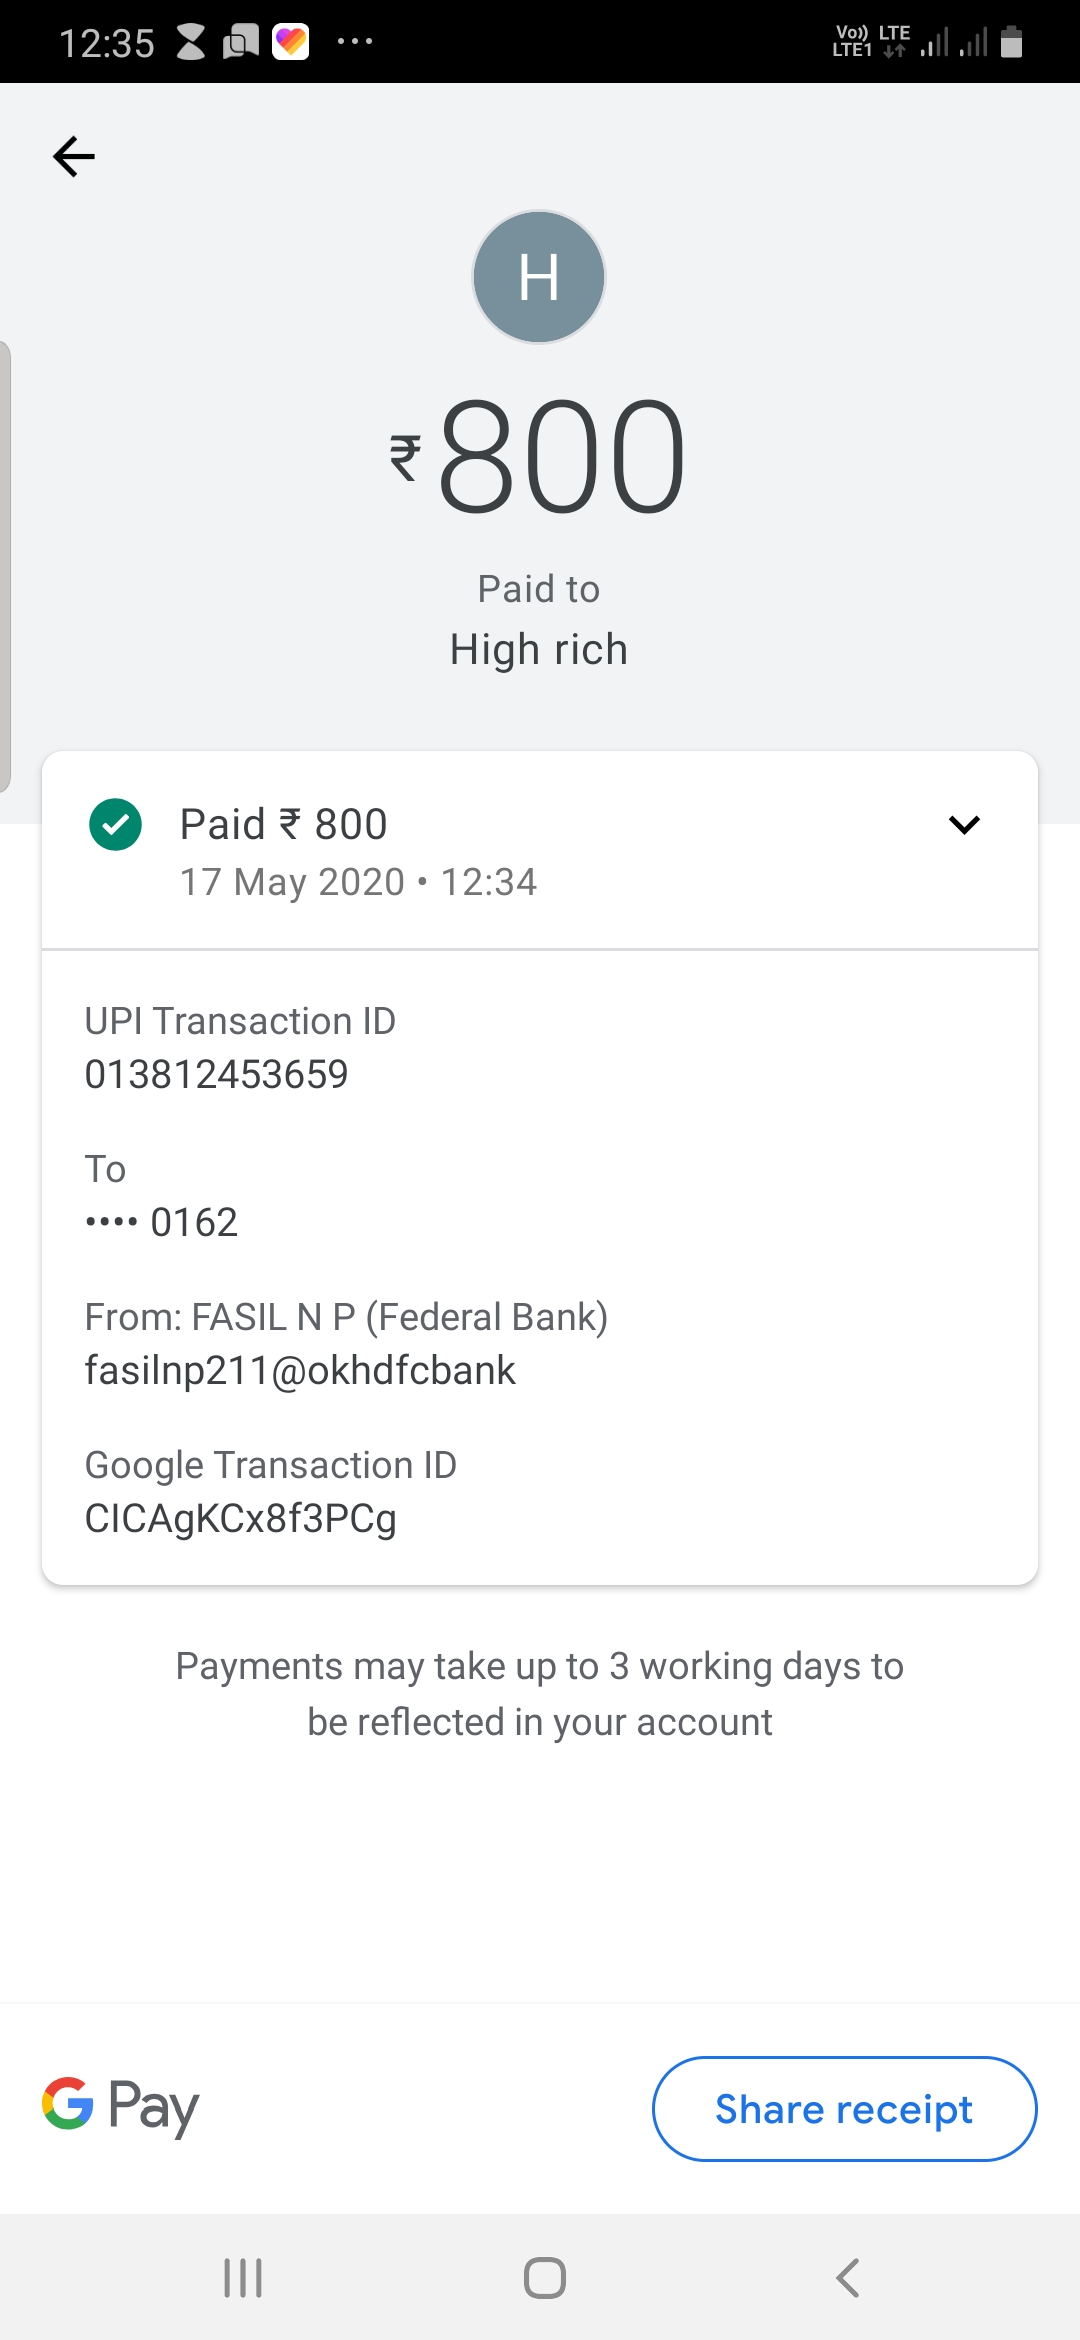 12:35
Vo)) LTE
LTE1
H
₹800
Paid to
High rich
Paid ₹ 800
17 May 2020 • 12:34
UPI Transaction ID
013812453659
To
•••• 0162
From: FASIL N P (Federal Bank)
fasilnp211@okhdfcbank
Google Transaction ID
CICAgKCx8f3PCg
Payments may take up to 3 working days to
be reflected in your account
G Pay
Share receipt